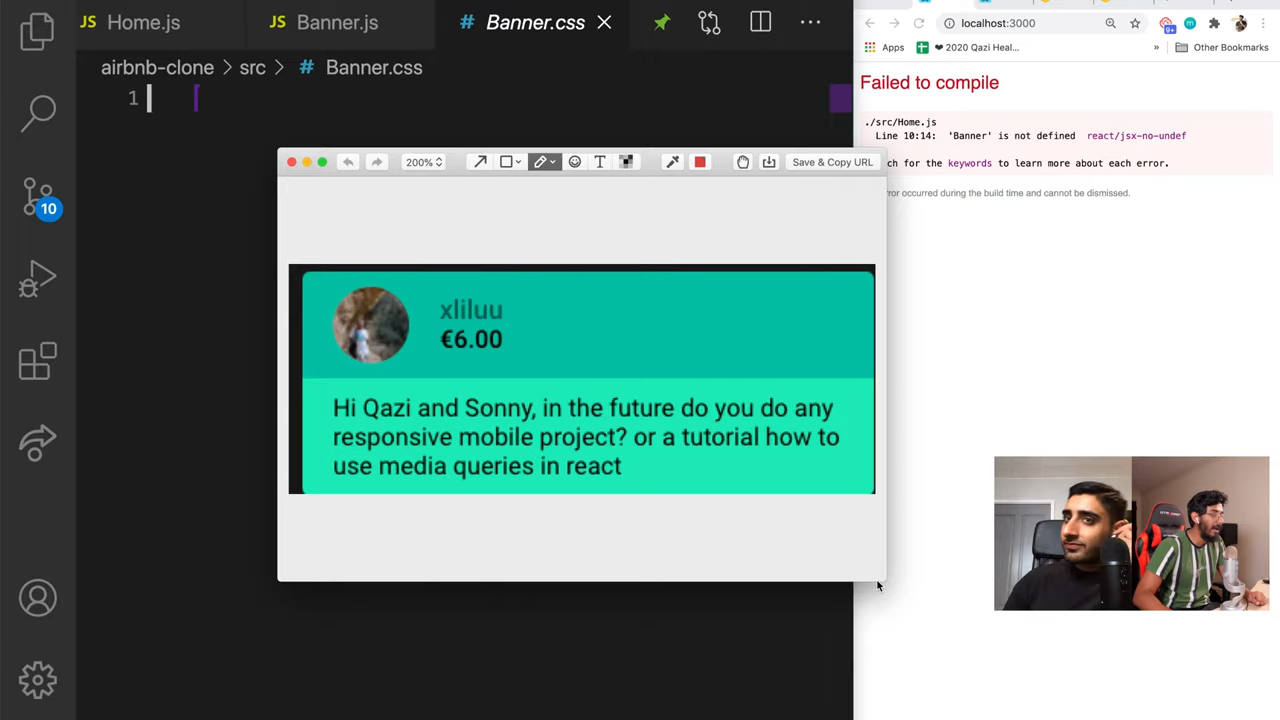 Home.js
Banner.js
Banner.css
airbnb-clone > src > # Banner.css
1
10
200%
Save & Copy URL
xliluu
€6.00
Hi Qazi and Sonny, in the future do you do any
responsive mobile project? or a tutorial how to
use media queries in react
localhost:3000
9+
Apps
2020 Qazi Heal...
Other Bookmarks
Failed to compile
./src/Home.js
Line 10:14: 'Banner' is not defined react/jsx-no-undef
ch for the keywords to learn more about each error.
rror occurred during the build time and cannot be dismissed.